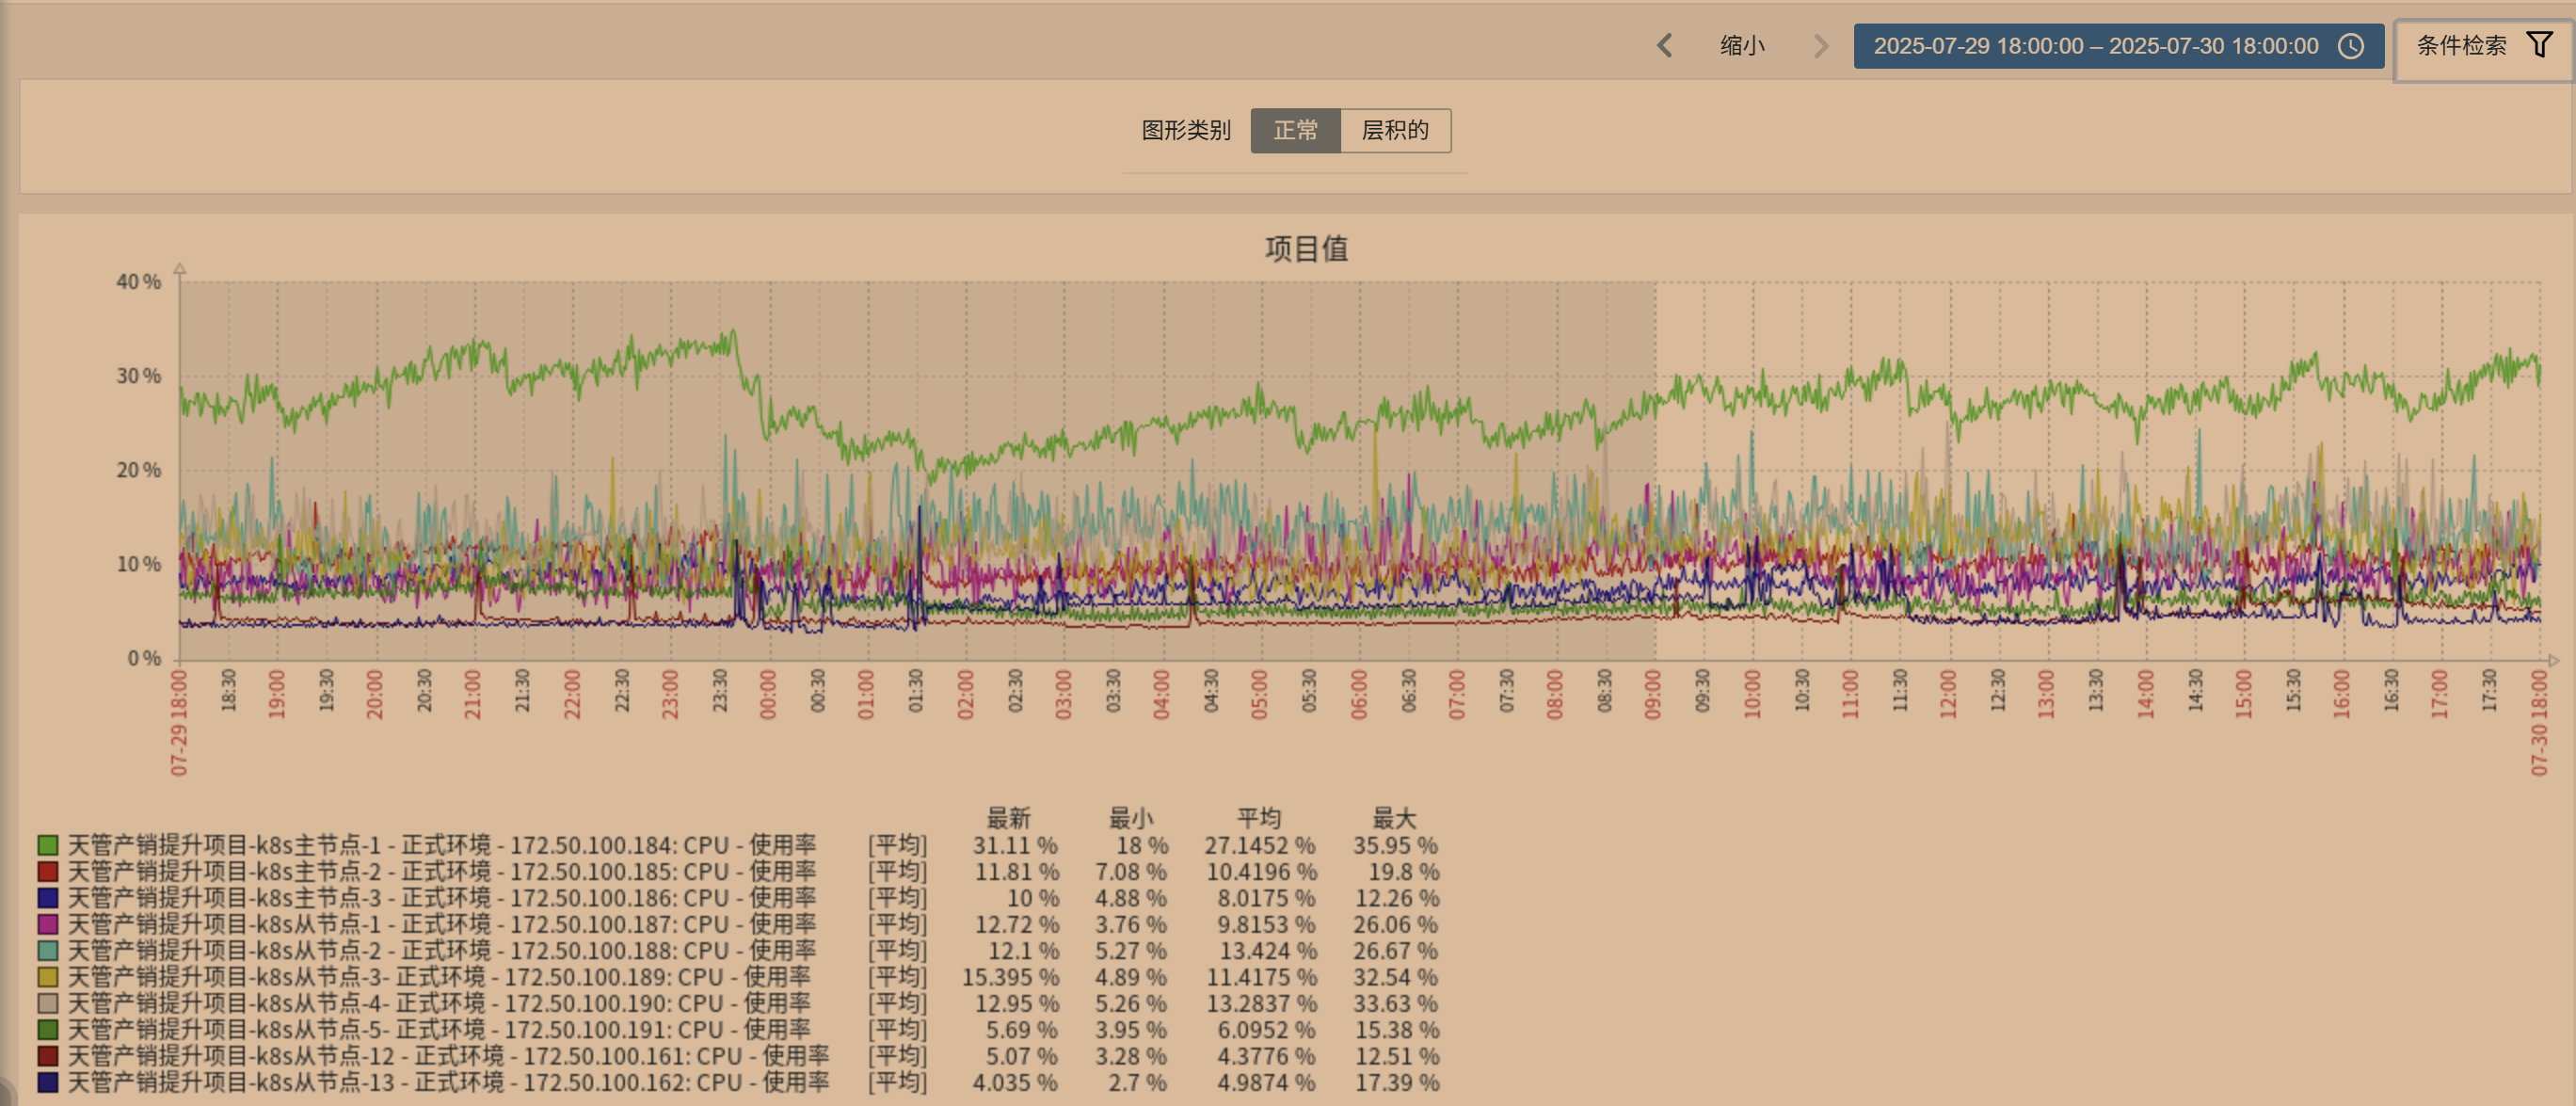 缩小 2025-07-29 18:00:00 – 2025-07-30 18:00:00 条件检索
图形类别 正常 层积的
项目值
40 %
30 %
20 %
10 %
0 %
07-29 18:00 18:30 19:00 19:30 20:00 20:30 21:00 21:30 22:00 22:30 23:00 23:30 00:00 00:30 01:00 01:30 02:00 02:30 03:00 03:30 04:00 04:30 05:00 05:30 06:00 06:30 07:00 07:30 08:00 08:30 09:00 09:30 10:00 10:30 11:00 11:30 12:00 12:30 13:00 13:30 14:00 14:30 15:00 15:30 16:00 16:30 17:00 17:30 07-30 18:00
最新 最小 平均 最大
天管产销提升项目-k8s主节点-1 - 正式环境 - 172.50.100.184: CPU - 使用率 [平均] 31.11 % 18 % 27.1452 % 35.95 %
天管产销提升项目-k8s主节点-2 - 正式环境 - 172.50.100.185: CPU - 使用率 [平均] 11.81 % 7.08 % 10.4196 % 19.8 %
天管产销提升项目-k8s主节点-3 - 正式环境 - 172.50.100.186: CPU - 使用率 [平均] 10 % 4.88 % 8.0175 % 12.26 %
天管产销提升项目-k8s从节点-1 - 正式环境 - 172.50.100.187: CPU - 使用率 [平均] 12.72 % 3.76 % 9.8153 % 26.06 %
天管产销提升项目-k8s从节点-2 - 正式环境 - 172.50.100.188: CPU - 使用率 [平均] 12.1 % 5.27 % 13.424 % 26.67 %
天管产销提升项目-k8s从节点-3- 正式环境 - 172.50.100.189: CPU - 使用率 [平均] 15.395 % 4.89 % 11.4175 % 32.54 %
天管产销提升项目-k8s从节点-4- 正式环境 - 172.50.100.190: CPU - 使用率 [平均] 12.95 % 5.26 % 13.2837 % 33.63 %
天管产销提升项目-k8s从节点-5- 正式环境 - 172.50.100.191: CPU - 使用率 [平均] 5.69 % 3.95 % 6.0952 % 15.38 %
天管产销提升项目-k8s从节点-12 - 正式环境 - 172.50.100.161: CPU - 使用率 [平均] 5.07 % 3.28 % 4.3776 % 12.51 %
天管产销提升项目-k8s从节点-13 - 正式环境 - 172.50.100.162: CPU - 使用率 [平均] 4.035 % 2.7 % 4.9874 % 17.39 %